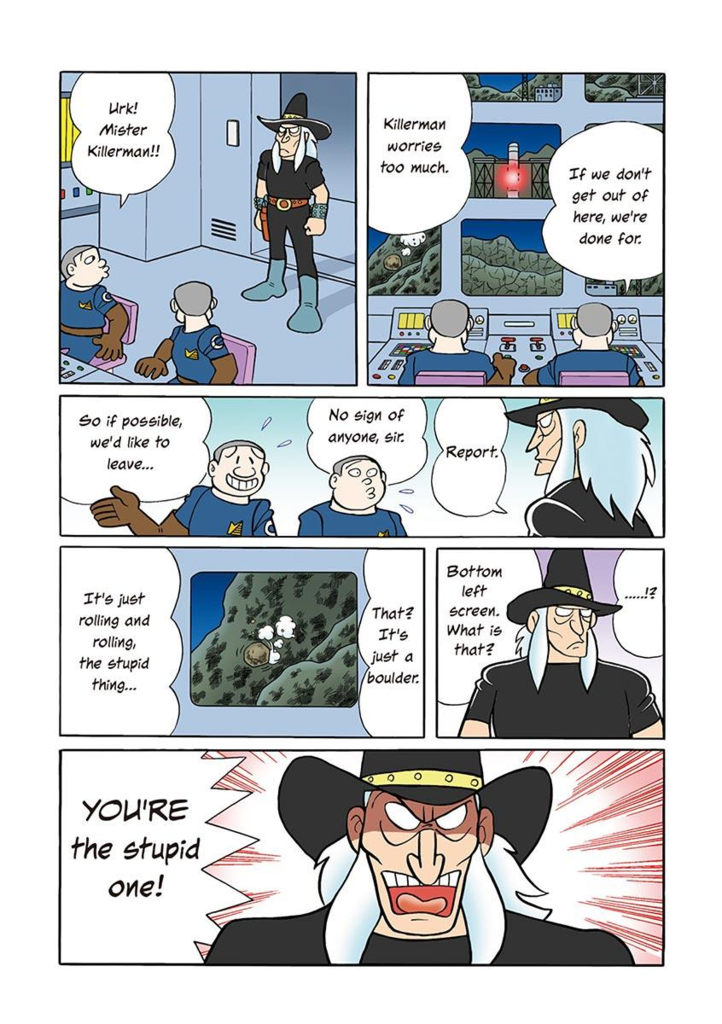 If we don't
get out of
here, we're
done for.
Killerman
worries
too much.
Urk!
Mister
Killerman!!
Report.
No sign of
anyone, sir.
So if possible,
we'd like to
leave...
......!?
Bottom
left
screen.
What is
that?
That?
It's
just a
boulder.
It's just
rolling and
rolling,
the stupid
thing...
YOU'RE
the stupid
one!